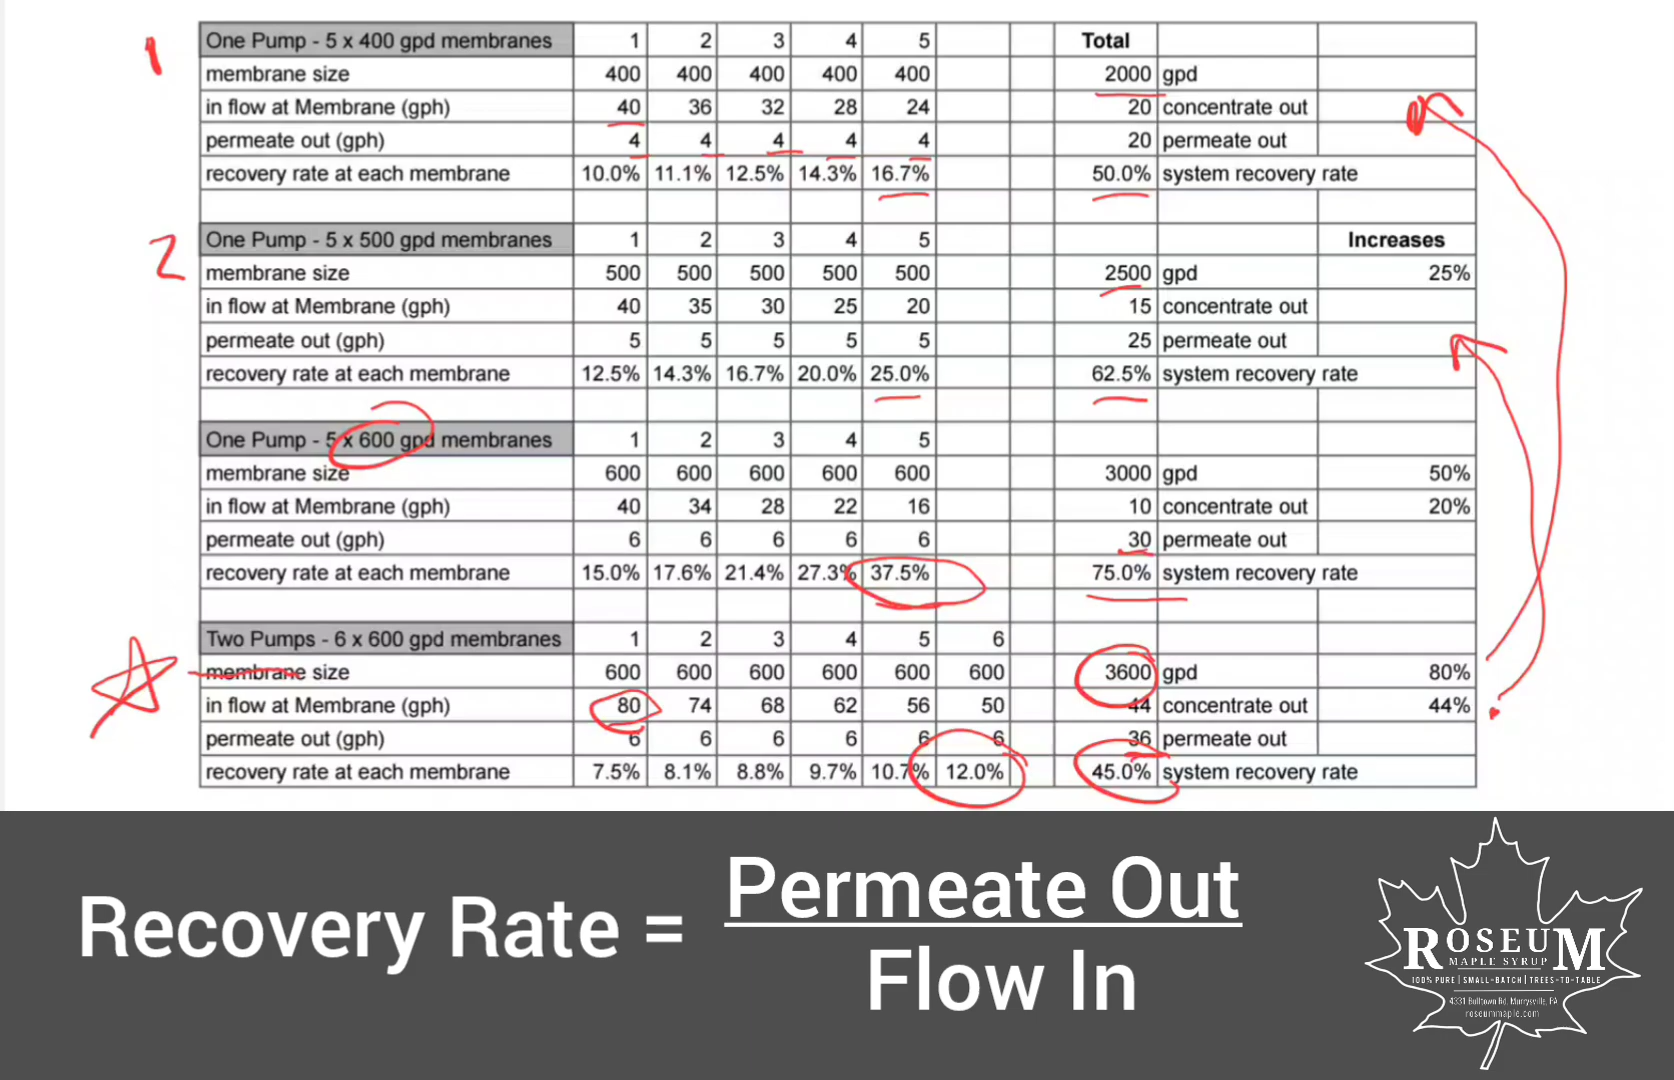 1
One Pump - 5 x 400 gpd membranes 1 2 3 4 5 Total
membrane size 400 400 400 400 400 2000 gpd
in flow at Membrane (gph) 40 36 32 28 24 20 concentrate out
permeate out (gph) 4 4 4 4 4 20 permeate out
recovery rate at each membrane 10.0% 11.1% 12.5% 14.3% 16.7% 50.0% system recovery rate
2
One Pump - 5 x 500 gpd membranes 1 2 3 4 5 Increases
membrane size 500 500 500 500 500 2500 gpd 25%
in flow at Membrane (gph) 40 35 30 25 20 15 concentrate out
permeate out (gph) 5 5 5 5 5 25 permeate out
recovery rate at each membrane 12.5% 14.3% 16.7% 20.0% 25.0% 62.5% system recovery rate
One Pump - 5 x 600 gpd membranes 1 2 3 4 5
membrane size 600 600 600 600 600 3000 gpd 50%
in flow at Membrane (gph) 40 34 28 22 16 10 concentrate out 20%
permeate out (gph) 6 6 6 6 6 30 permeate out
recovery rate at each membrane 15.0% 17.6% 21.4% 27.3% 37.5% 75.0% system recovery rate
Two Pumps - 6 x 600 gpd membranes 1 2 3 4 5 6
membrane size 600 600 600 600 600 600 3600 gpd 80%
in flow at Membrane (gph) 80 74 68 62 56 50 44 concentrate out 44%
permeate out (gph) 6 6 6 6 6 6 36 permeate out
recovery rate at each membrane 7.5% 8.1% 8.8% 9.7% 10.7% 12.0% 45.0% system recovery rate
Recovery Rate = Permeate Out
Flow In
ROSEUM
MAPLE SYRUP
100% PURE | SMALL-BATCH | TREES-TO-TABLE
4331 Bulltown Rd. Murrysville, PA
roseummaple.com